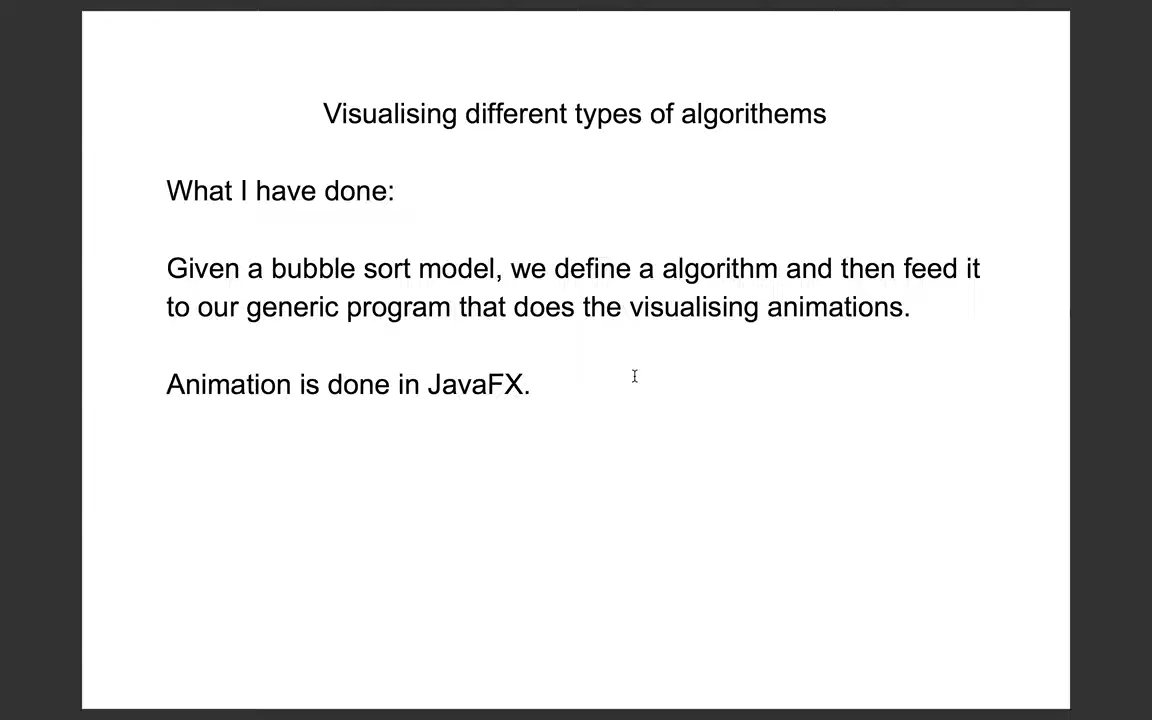 Visualising different types of algorithems
What I have done:
Given a bubble sort model, we define a algorithm and then feed it
to our generic program that does the visualising animations.
Animation is done in JavaFX.